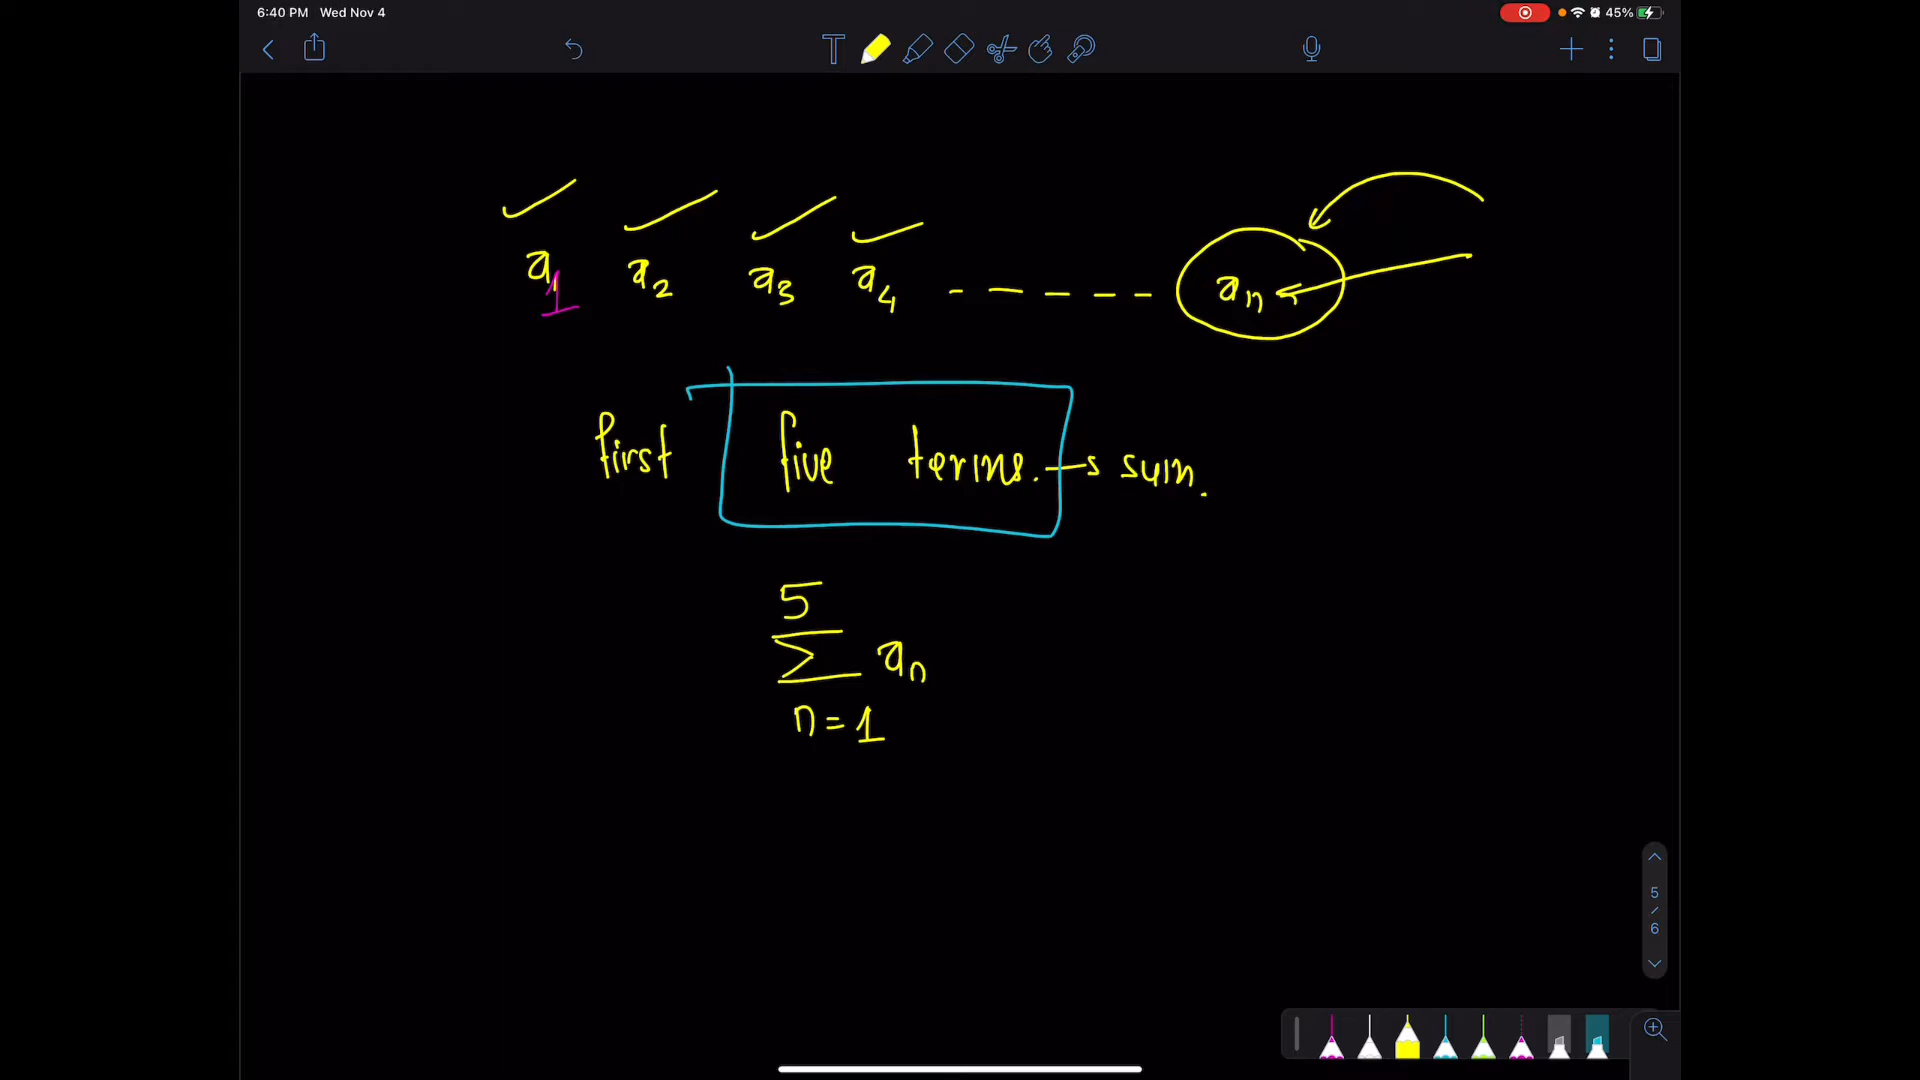 6:40 PM Wed Nov 4
45%
T
a₁ a₂ a₃ a₄ - - - - - aₙ
1
first five terms. → sum.
5
∑ aₙ
n = 1
5
/
6